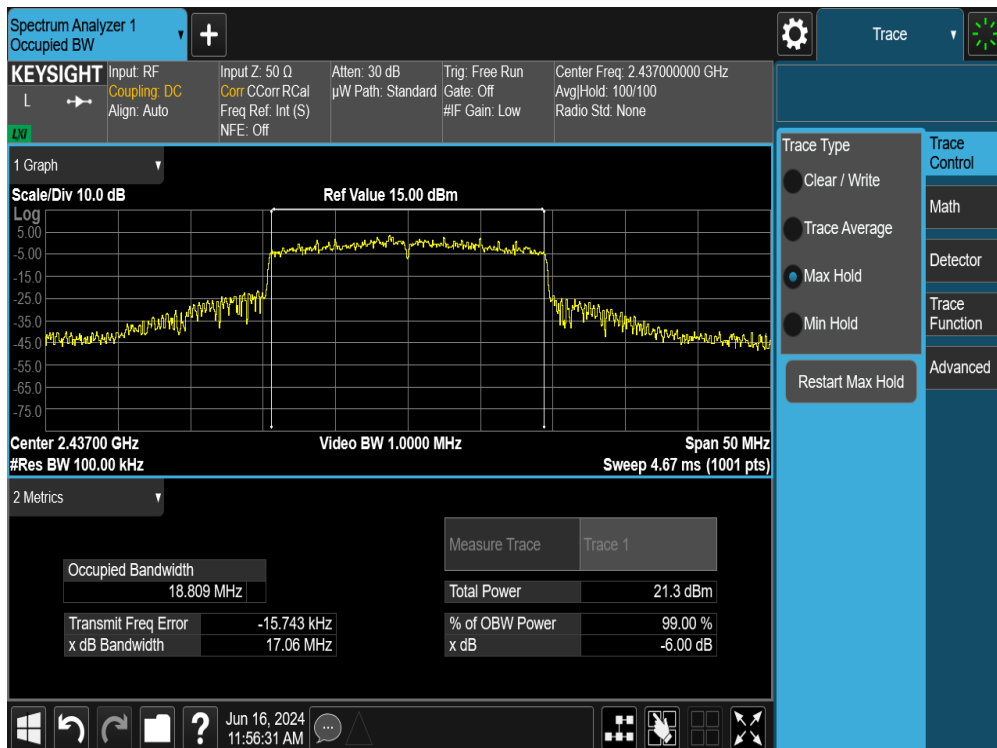 Spectrum Analyzer 1
Occupied BW
+
Trace
KEYSIGHT
L
LXI
Input: RF
Coupling: DC
Align: Auto
Input Z: 50 Ω
Corr CCorr RCal
Freq Ref: Int (S)
NFE: Off
Atten: 30 dB
µW Path: Standard
Trig: Free Run
Gate: Off
#IF Gain: Low
Center Freq: 2.437000000 GHz
Avg|Hold: 100/100
Radio Std: None
1 Graph
Scale/Div 10.0 dB
Ref Value 15.00 dBm
Log
5.00
-5.00
-15.0
-25.0
-35.0
-45.0
-55.0
-65.0
-75.0
Center 2.43700 GHz
Video BW 1.0000 MHz
Span 50 MHz
#Res BW 100.00 kHz
Sweep 4.67 ms (1001 pts)
2 Metrics
Measure Trace Trace 1
Occupied Bandwidth
18.809 MHz
Total Power 21.3 dBm
Transmit Freq Error -15.743 kHz
% of OBW Power 99.00 %
x dB Bandwidth 17.06 MHz
x dB -6.00 dB
Trace Type
Clear / Write
Trace Average
Max Hold
Min Hold
Restart Max Hold
Trace
Control
Math
Detector
Trace
Function
Advanced
?
Jun 16, 2024
11:56:31 AM